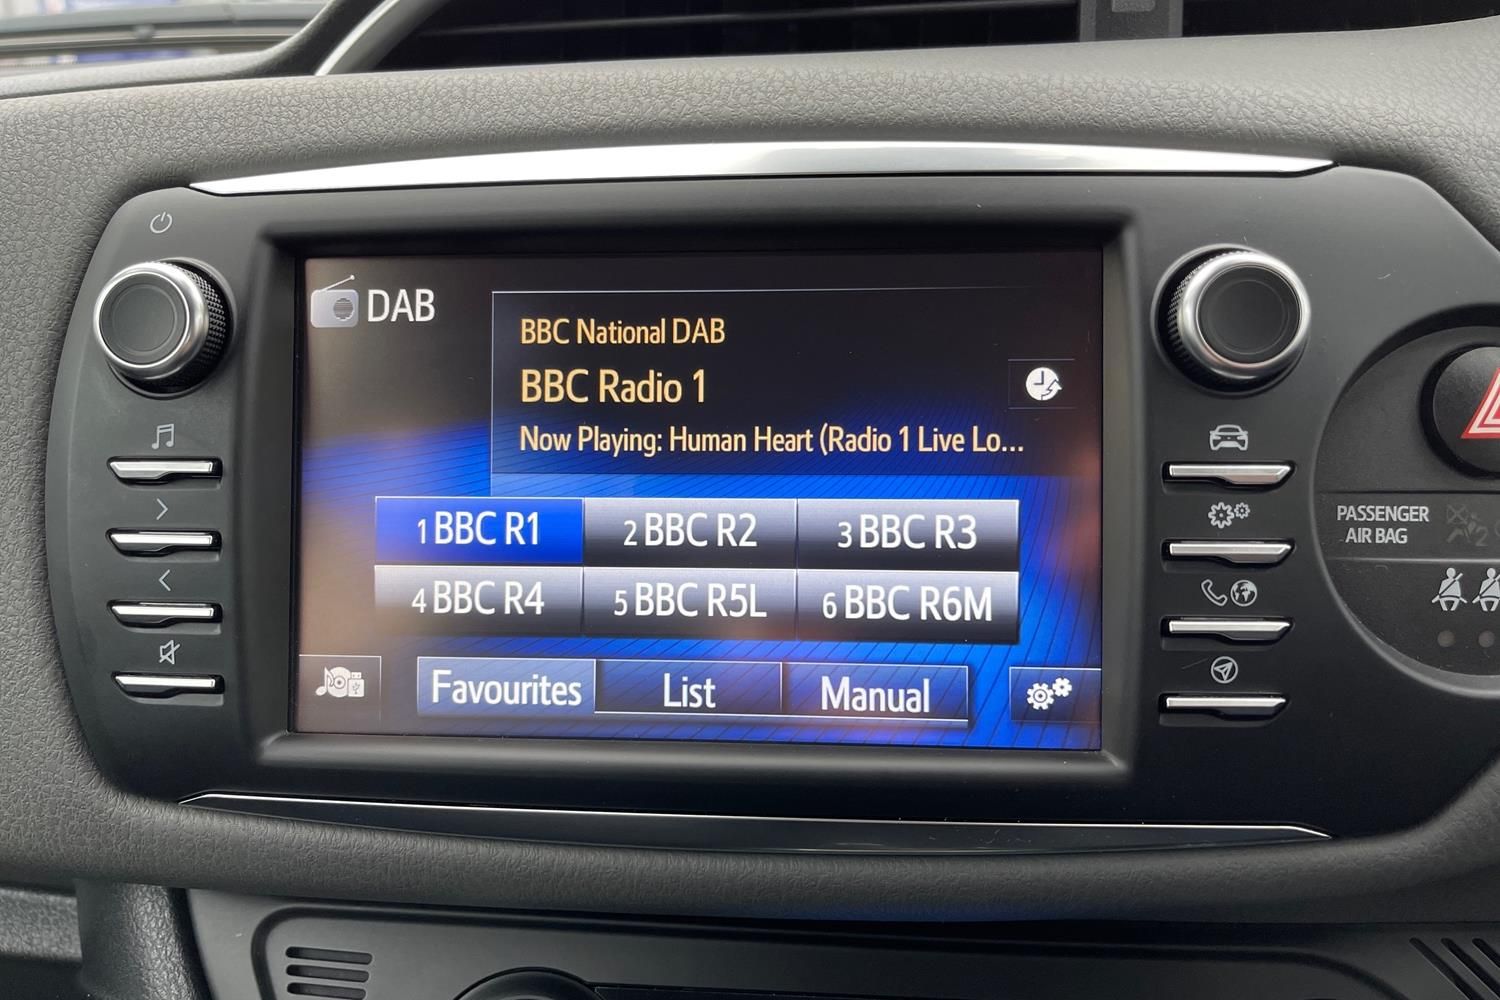 DAB
BBC National DAB
BBC Radio 1
Now Playing: Human Heart (Radio 1 Live Lo...
1 BBC R1
2 BBC R2
3 BBC R3
4 BBC R4
5 BBC R5L
6 BBC R6M
Favourites
List
Manual
PASSENGER
AIR BAG
2